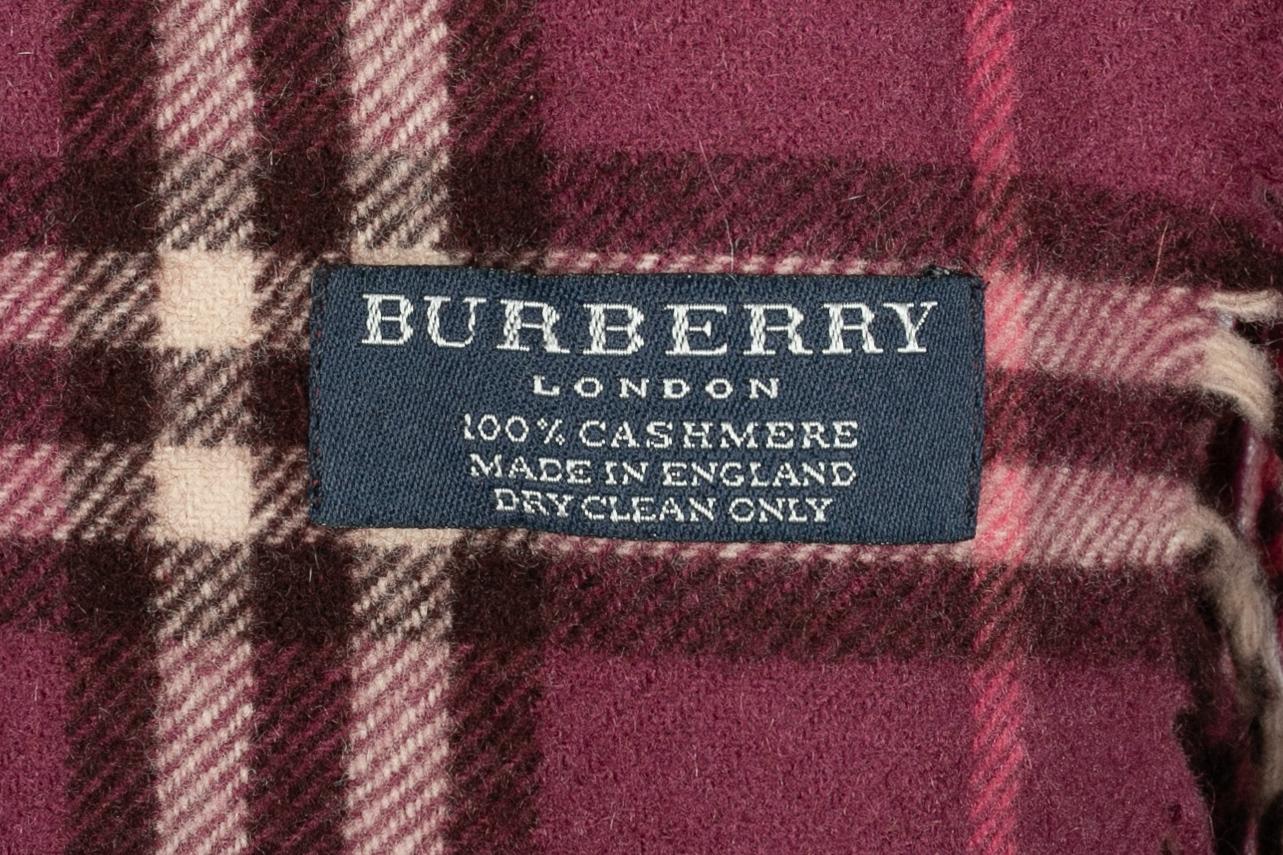 BURBERRY
LONDON
100% CASHMERE
MADE IN ENGLAND
DRY CLEAN ONLY